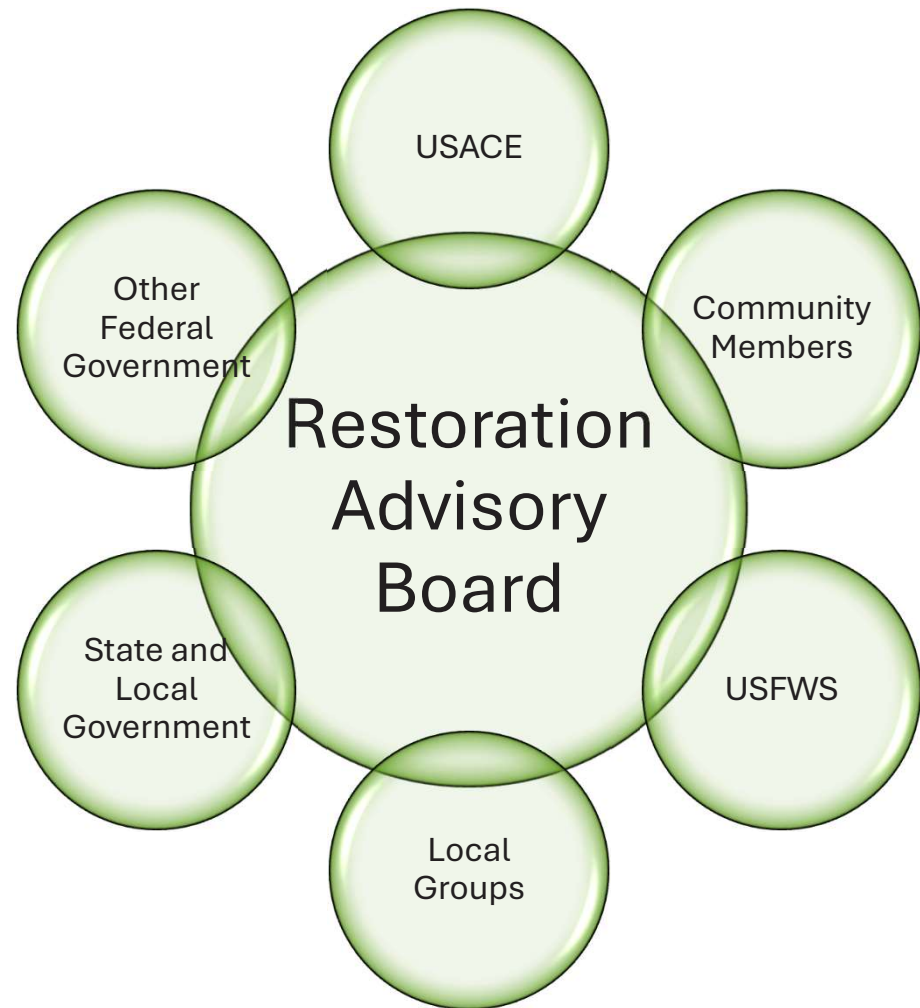 USACE
Other
Federal
Government
Community
Members
Restoration
Advisory
Board
State and
Local
Government
USFWS
Local
Groups